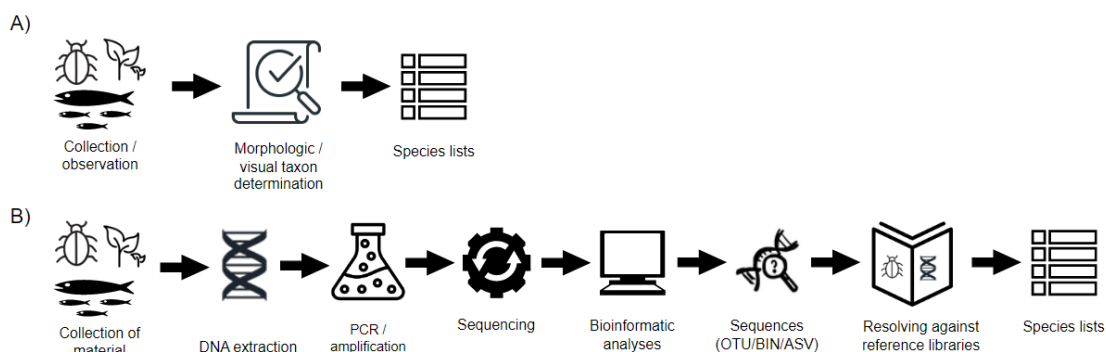 A)
Collection /
observation
Morphologic /
visual taxon
determination
Species lists
B)
Collection of
material
DNA extraction
PCR /
amplification
Sequencing
Bioinformatic
analyses
?
Sequences
(OTU/BIN/ASV)
Resolving against
reference libraries
Species lists